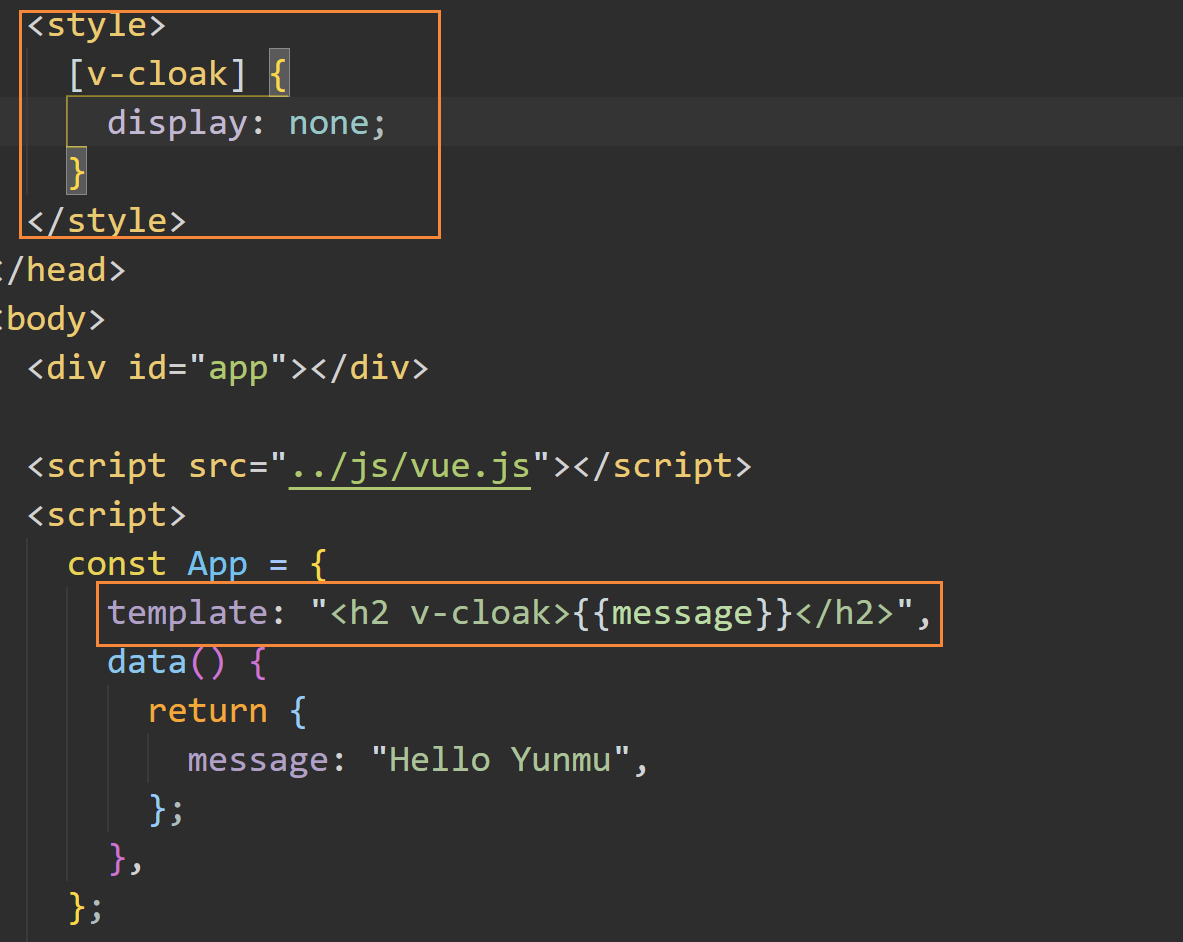 <style>
[v-cloak] {
display: none;
}
</style>
</head>
<body>
<div id="app"></div>
<script src="../js/vue.js"></script>
<script>
const App = {
template: "<h2 v-cloak>{{message}}</h2>",
data() {
return {
message: "Hello Yunmu",
};
},
};